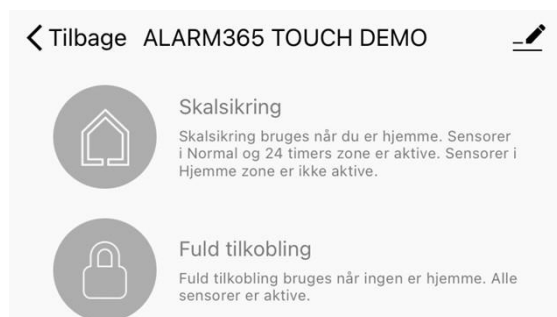 Tilbage ALARM365 TOUCH DEMO
Skalsikring
Skalsikring bruges når du er hjemme. Sensorer
i Normal og 24 timers zone er aktive. Sensorer i
Hjemme zone er ikke aktive.
Fuld tilkobling
Fuld tilkobling bruges når ingen er hjemme. Alle
sensorer er aktive.